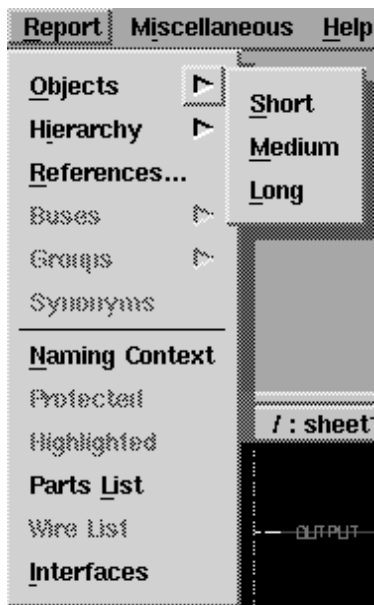 Report Miscellaneous Help
Objects
Short
Hierarchy
Medium
References...
Long
Buses
Groups
Synonyms
Naming Context
Protected
Highlighted
/ : sheet
Parts List
Wire List
OUTPUT
Interfaces